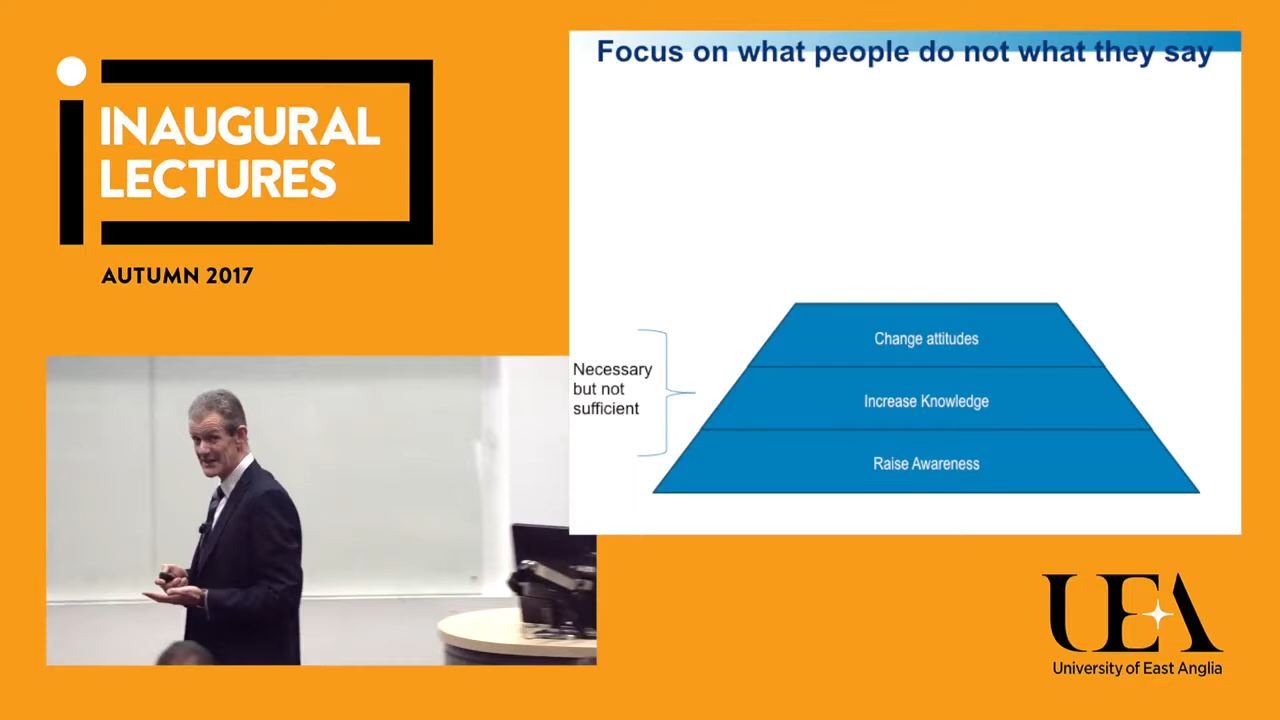 INAUGURAL
LECTURES
AUTUMN 2017
Focus on what people do not what they say
Necessary
but not
sufficient
Change attitudes
Increase Knowledge
Raise Awareness
UEA
University of East Anglia